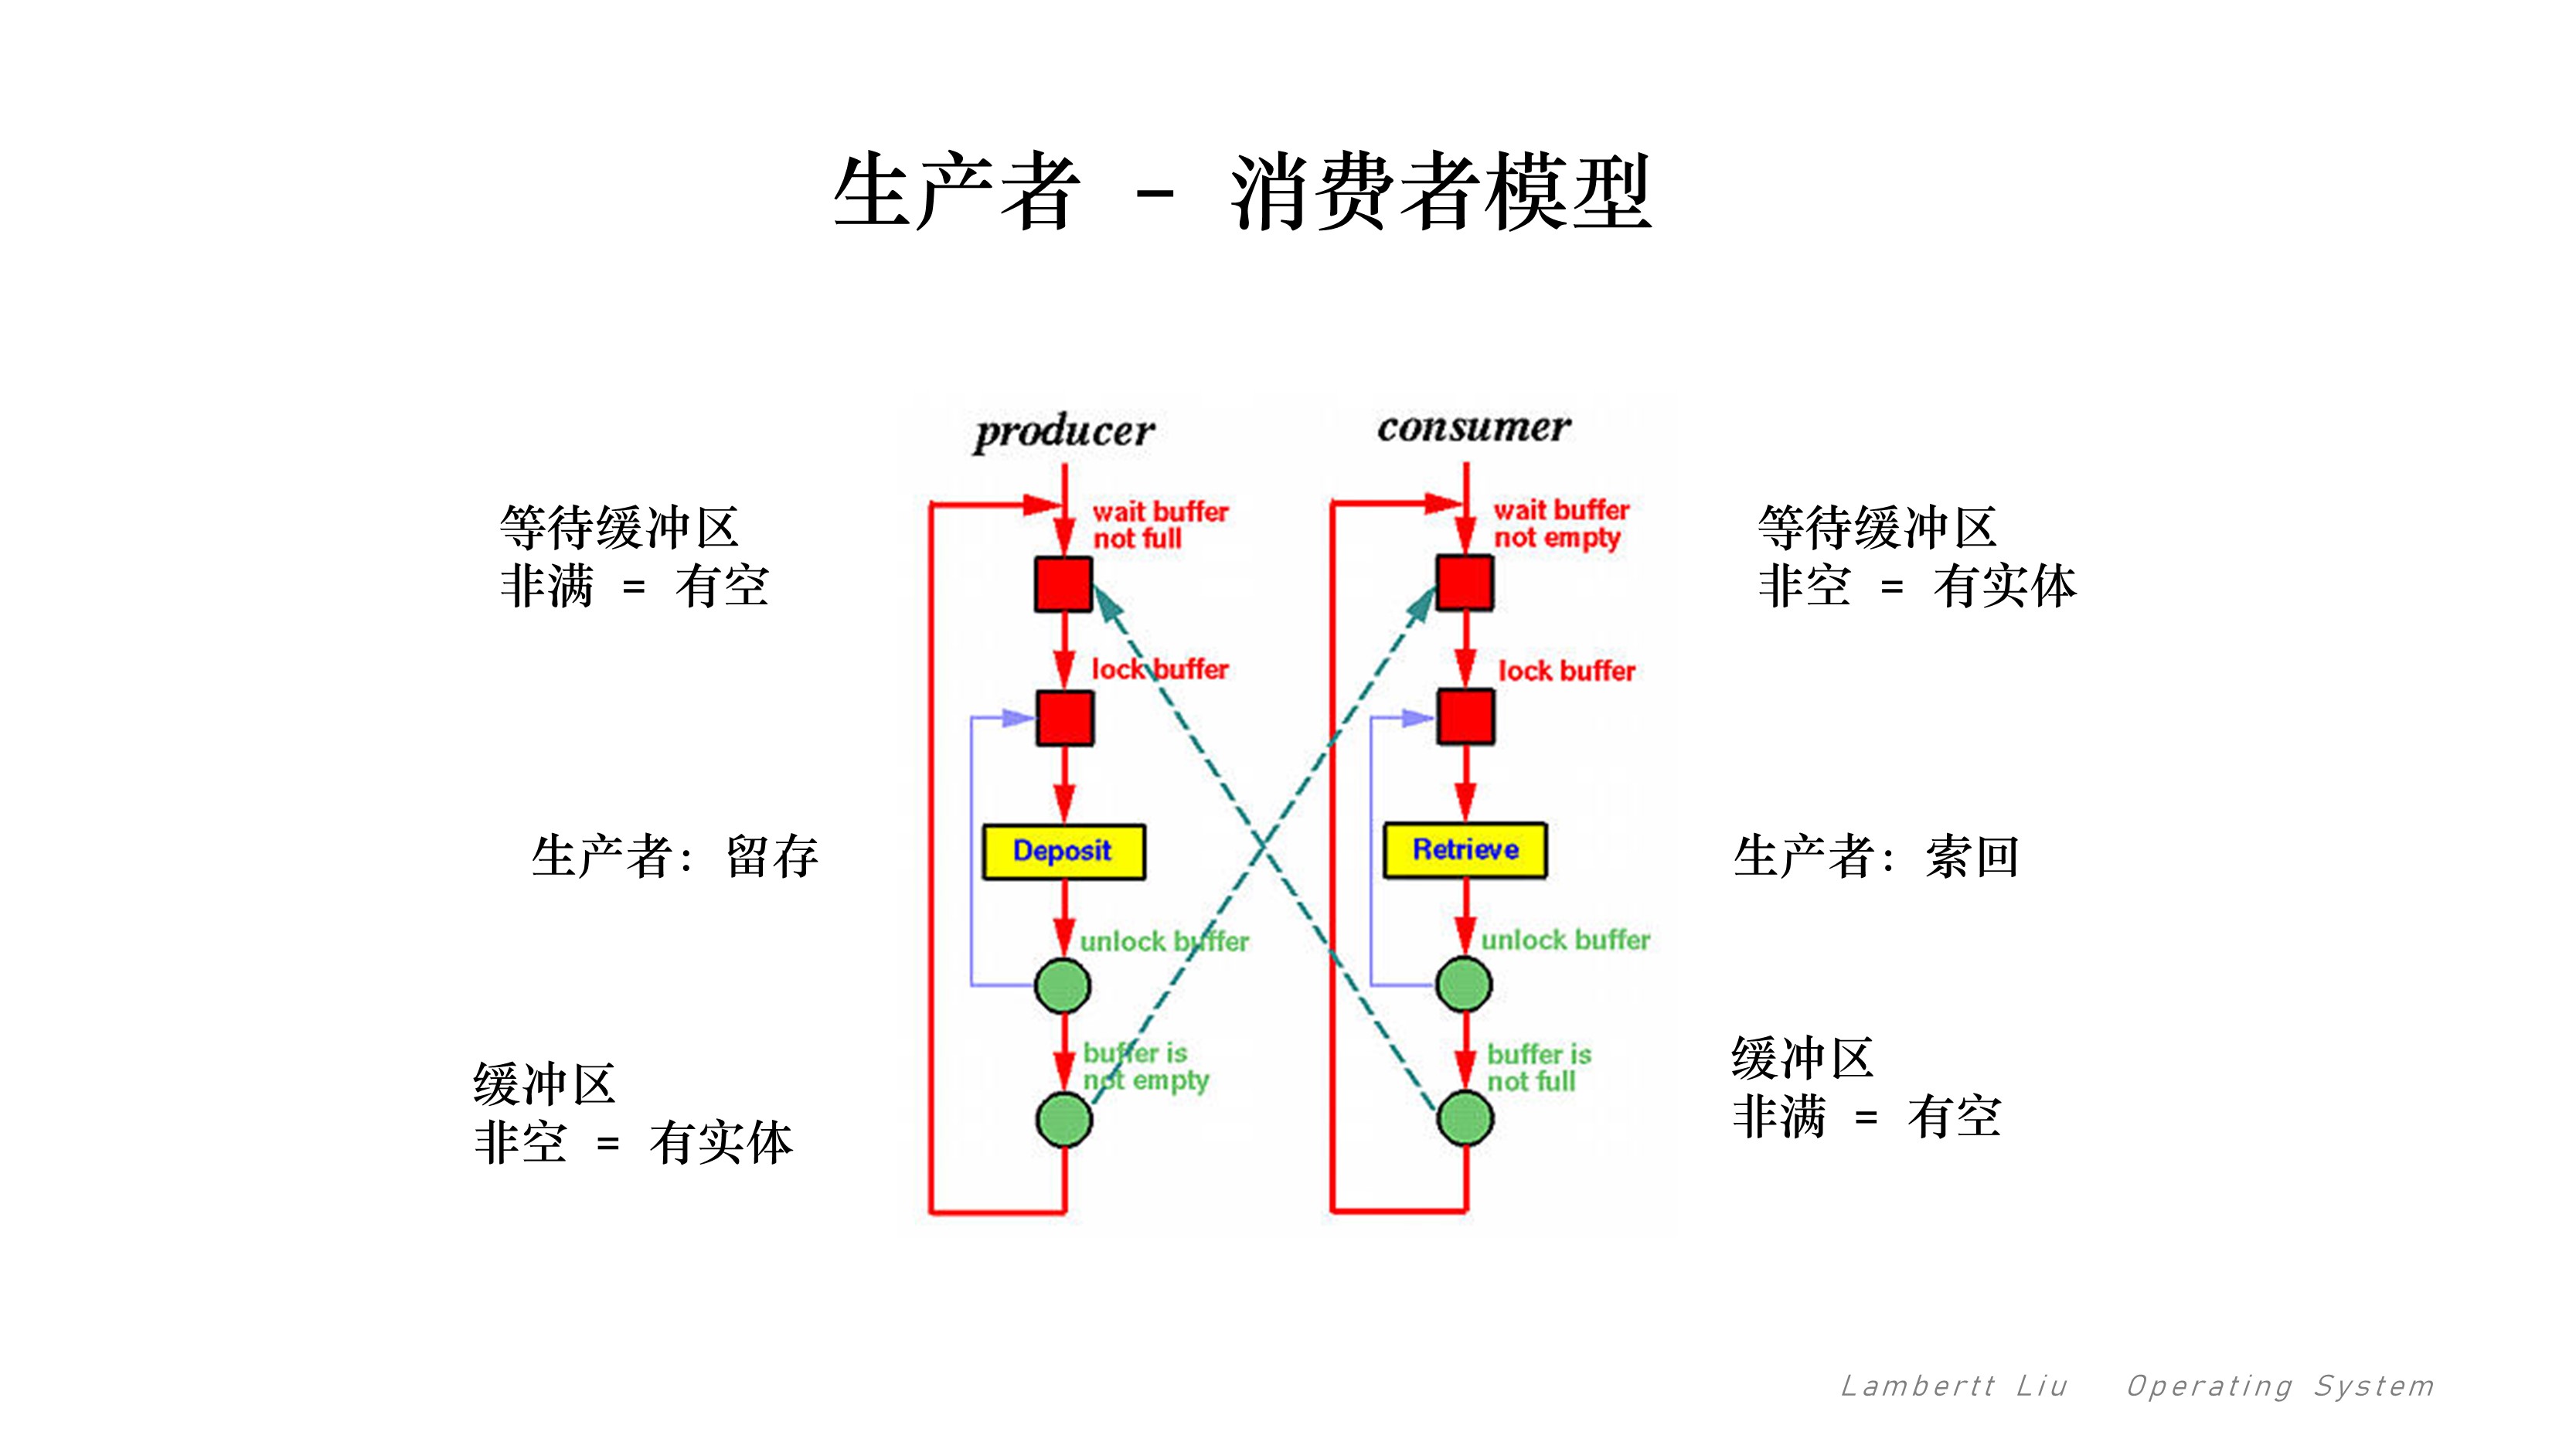 生产者 - 消费者模型
producer
consumer
等待缓冲区
非满 = 有空
wait buffer
not full
wait buffer
not empty
等待缓冲区
非空 = 有实体
lock buffer
lock buffer
生产者: 留存
Deposit
Retrieve
生产者: 索回
unlock buffer
unlock buffer
缓冲区
非空 = 有实体
buffer is
not empty
buffer is
not full
缓冲区
非满 = 有空
Lambertt Liu Operating System